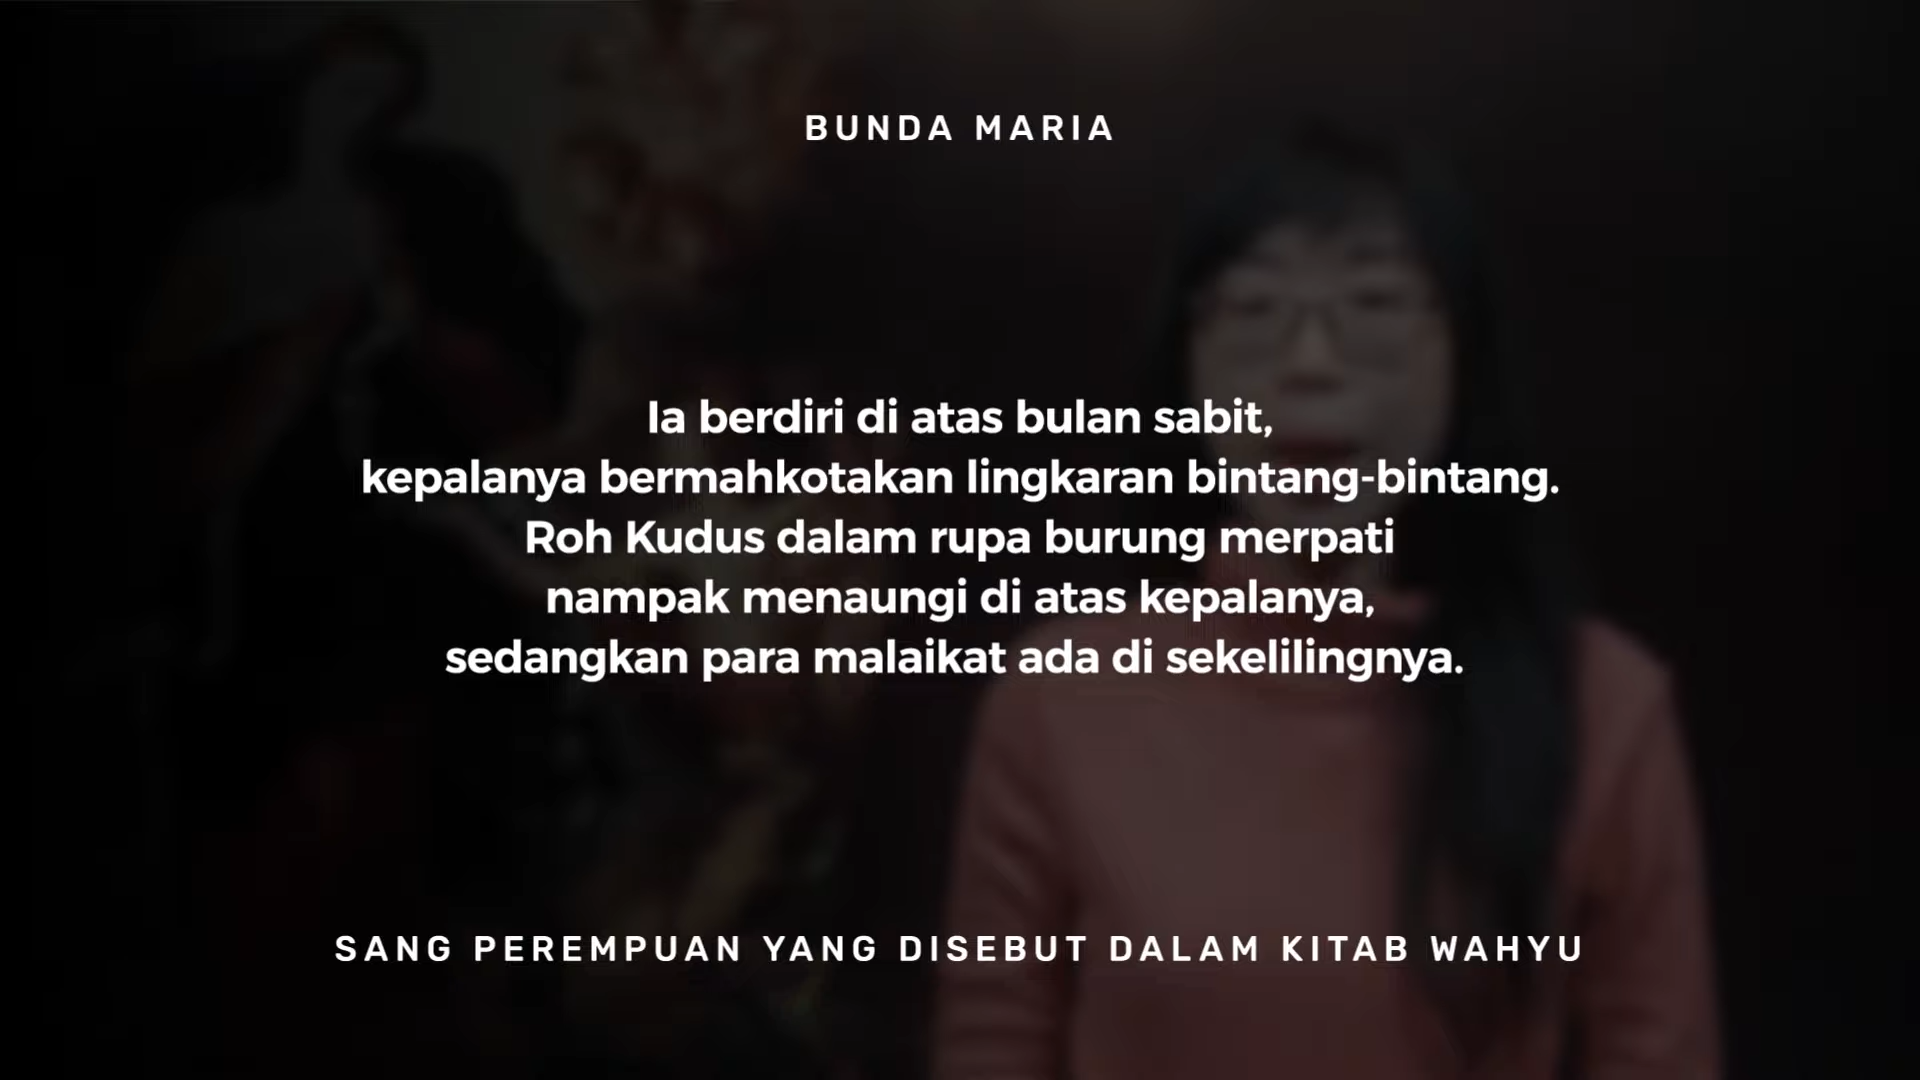 BUNDA MARIA
Ia berdiri di atas bulan sabit,
kepalanya bermahkotakan lingkaran bintang-bintang.
Roh Kudus dalam rupa burung merpati
nampak menaungi di atas kepalanya,
sedangkan para malaikat ada di sekelilingnya.
SANG PEREMPUAN YANG DISEBUT DALAM KITAB WAHYU